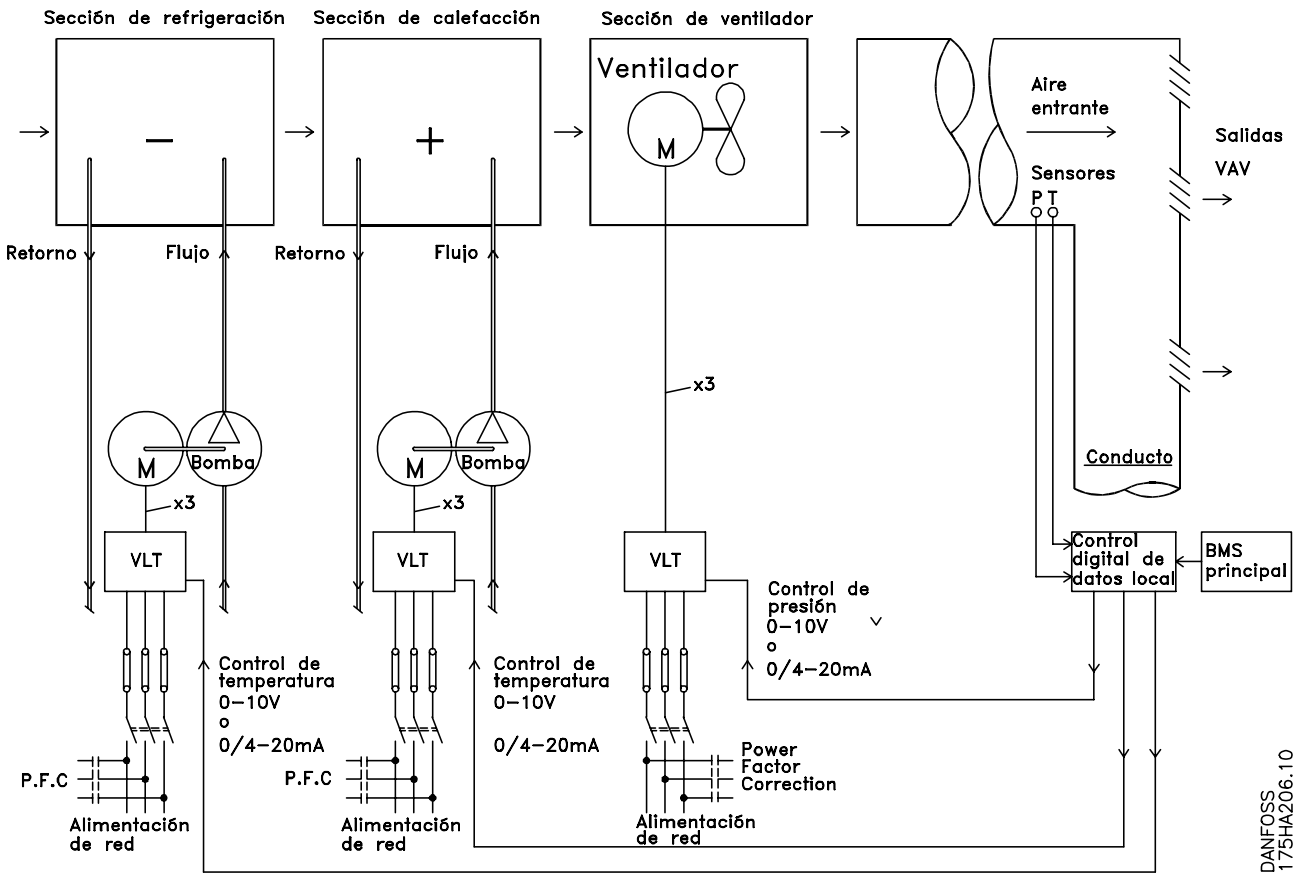 Sección de refrigeración
Sección de calefacción
Sección de ventilador
Ventilador
M
Aire
entrante
Salidas
VAV
Sensores
P T
Retorno
Flujo
Retorno
Flujo
x3
M
Bomba
M
Bomba
Conducto
x3
x3
VLT
VLT
VLT
Control
digital de
datos local
BMS
principal
Control de
presión
0-10V
o
0/4-20mA
Control de
temperatura
0-10V
o
0/4-20mA
Control de
temperatura
0-10V
0/4-20mA
P.F.C
P.F.C
Power
Factor
Correction
Alimentación
de red
Alimentación
de red
Alimentación
de red
DANFOSS
175HA206.10